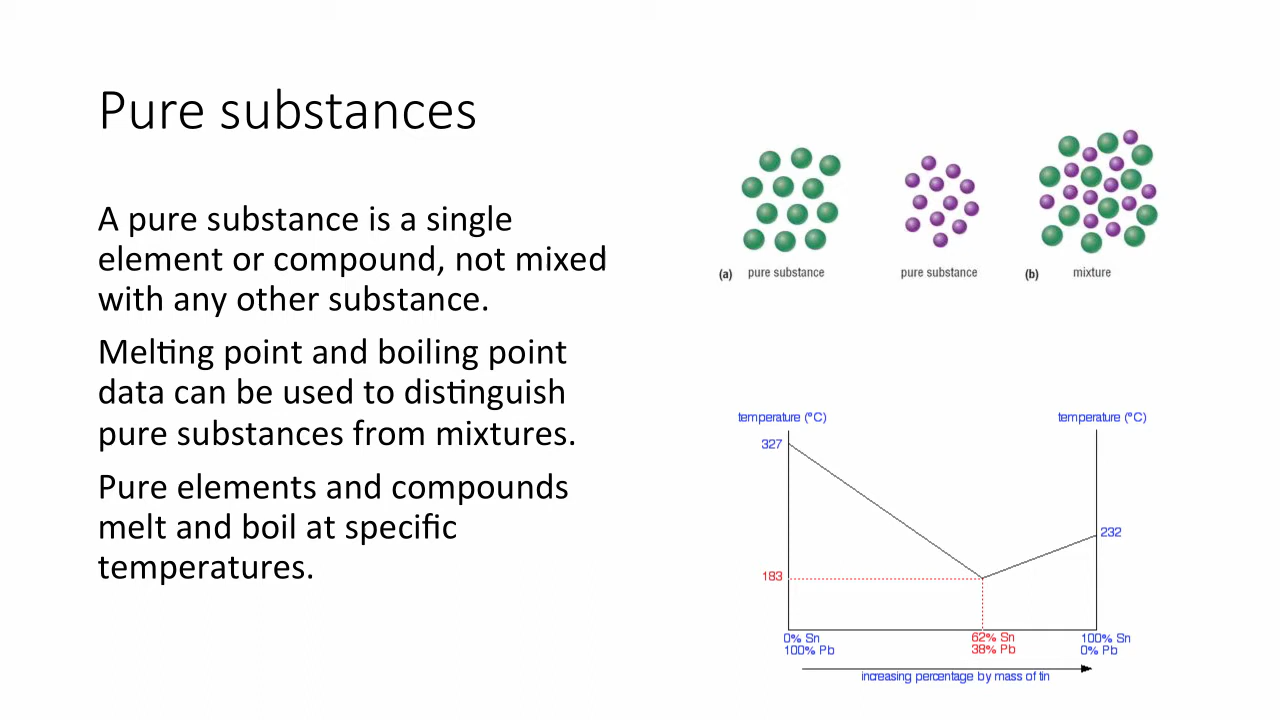 Pure substances
A pure substance is a single
element or compound, not mixed
with any other substance.
Melting point and boiling point
data can be used to distinguish
pure substances from mixtures.
Pure elements and compounds
melt and boil at specific
temperatures.
(a) pure substance pure substance (b) mixture
temperature (°C) temperature (°C)
327
232
183
0% Sn 62% Sn 100% Sn
100% Pb 38% Pb 0% Pb
increasing percentage by mass of tin